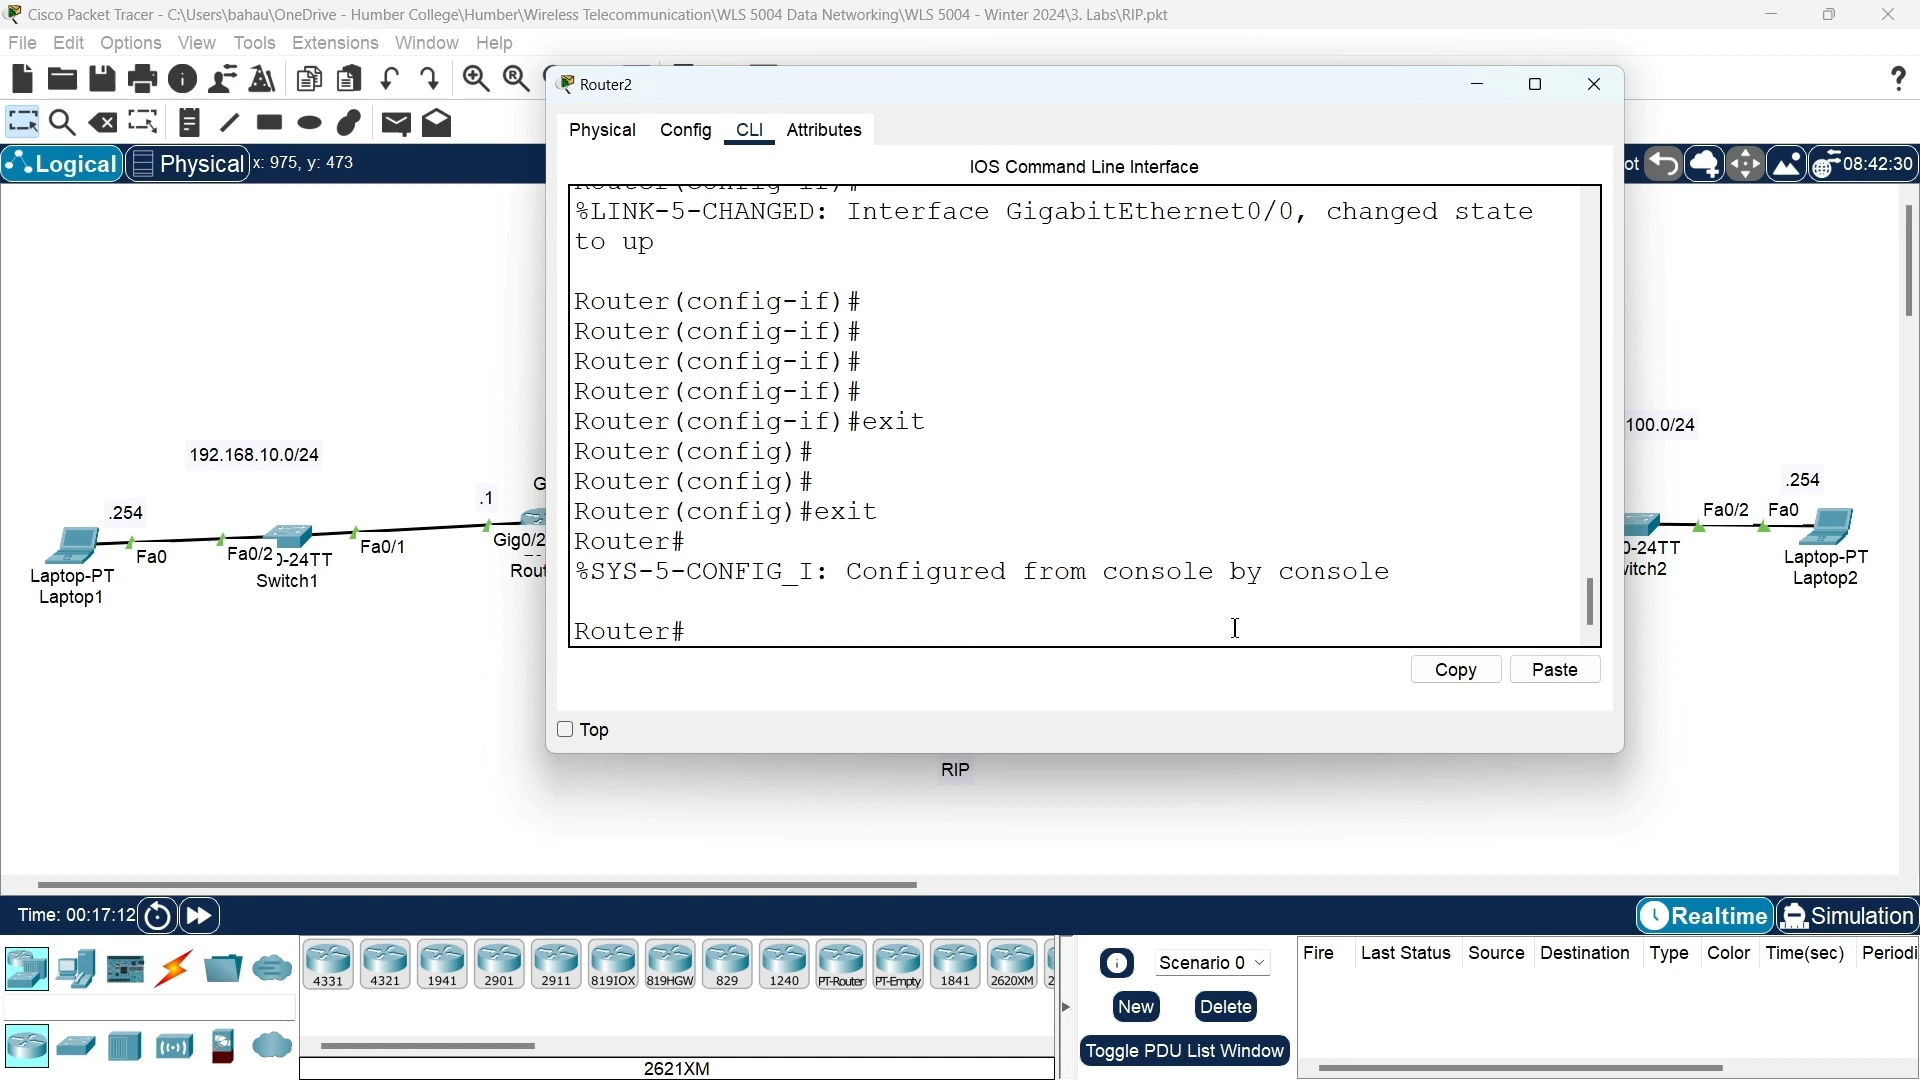 Cisco Packet Tracer - C:\Users\bahau\OneDrive - Humber College\Humber\Wireless Telecommunication\WLS 5004 Data Networking\WLS 5004 - Winter 2024\3. Labs\RIP.pkt
File Edit Options View Tools Extensions Window Help
Router2
Physical Config CLI Attributes
Logical Physical x: 975, y: 473
08:42:30
IOS Command Line Interface
%LINK-5-CHANGED: Interface GigabitEthernet0/0, changed state
to up
Router(config-if)#
Router(config-if)#
Router(config-if)#
Router(config-if)#
Router(config-if)#exit
Router(config)#
Router(config)#
Router(config)#exit
Router#
%SYS-5-CONFIG_I: Configured from console by console
Router#
Copy Paste
Top
192.168.10.0/24
.254
.1
G
Fa0
Fa0/2
Fa0/1
Gig0/2
Laptop-PT
Laptop1
-24TT
Switch1
Rout
100.0/24
.254
Fa0/2 Fa0
-24TT
witch2
Laptop-PT
Laptop2
RIP
Time: 00:17:12
Realtime Simulation
4331 4321 1941 2901 2911 819IOX 819HGW 829 1240 PT-Router PT-Empty 1841 2620XM 2
2621XM
Scenario 0
New Delete
Toggle PDU List Window
Fire Last Status Source Destination Type Color Time(sec) Periodi